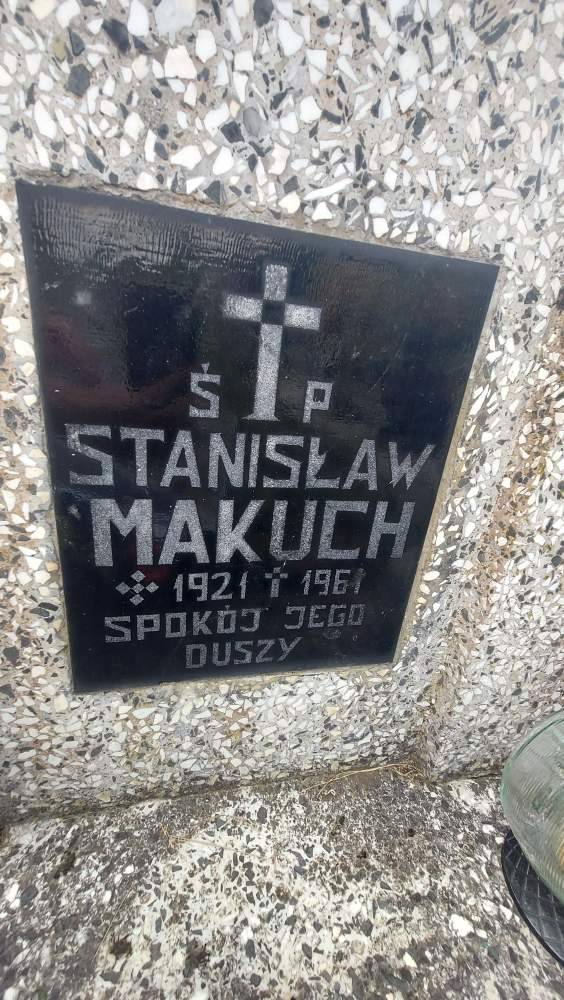 Ś P
STANISŁAW
MAKUCH
1921 1961
SPOKÓJ JEGO
DUSZY